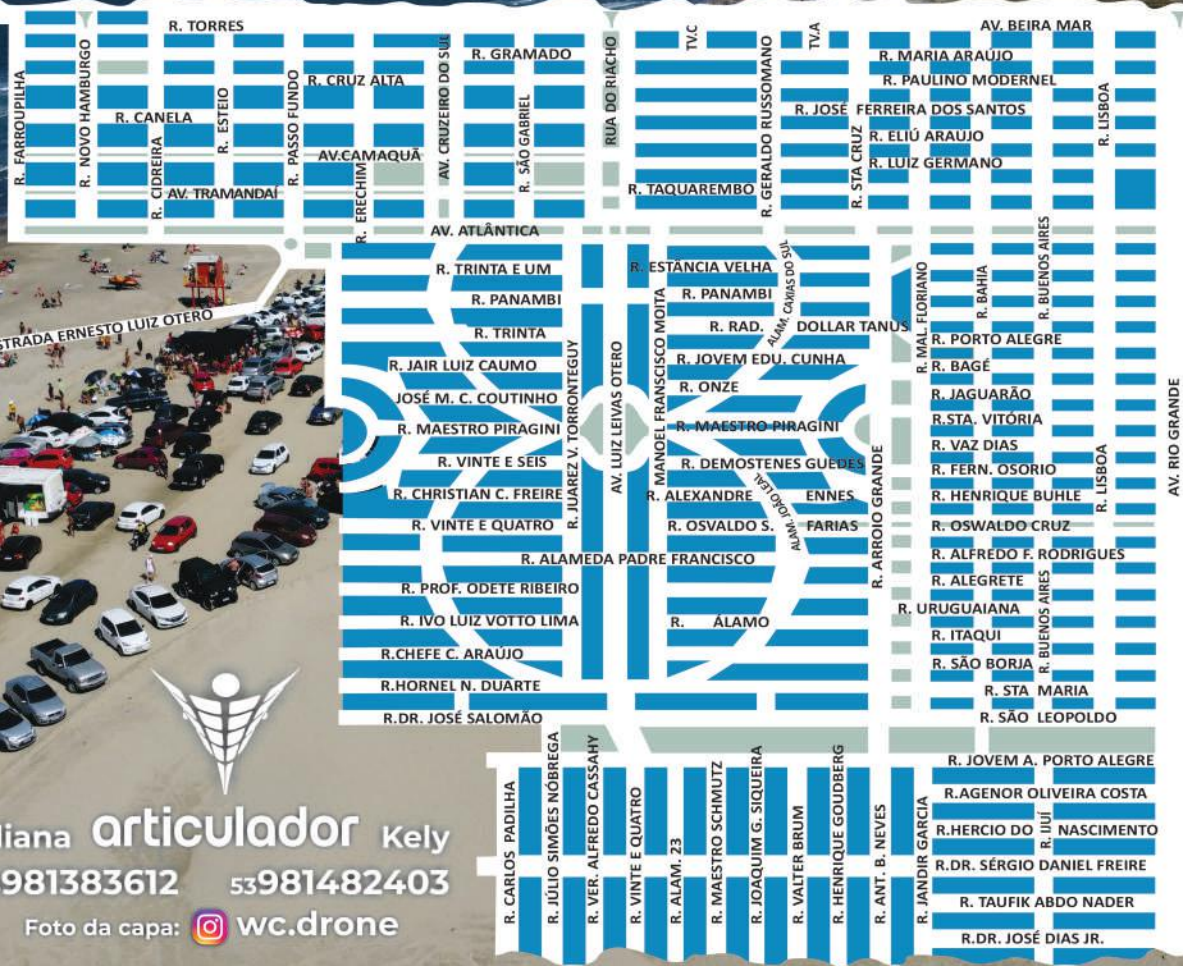 R. TORRES
AV. BEIRA MAR
R. FARROUPILHA
R. NOVO HAMBURGO
R. CANELA
R. CIDREIRA
R. ESTEIO
R. PASSO FUNDO
R. CRUZ ALTA
AV.CAMAQUÃ
AV. TRAMANDAÍ
R. ERECHIM
AV. CRUZEIRO DO SUL
R. GRAMADO
R. SÃO GABRIEL
RUA DO RIACHO
TV.C
R. GERALDO RUSSOMANO
TV.A
R. MARIA ARAÚJO
R. PAULINO MODERNEL
R. JOSÉ FERREIRA DOS SANTOS
R. STA CRUZ
R. ELIÚ ARAUJO
R. LUIZ GERMANO
R. LISBOA
R. TAQUAREMBO
AV. ATLÂNTICA
STRADA ERNESTO LUIZ OTERO
R. TRINTA E UM
R. PANAMBI
R. TRINTA
R. JAIR LUIZ CAUMO
JOSÉ M. C. COUTINHO
R. MAESTRO PIRAGINI
R. VINTE E SEIS
R. CHRISTIAN C. FREIRE
R. VINTE E QUATRO
R. ALAMEDA PADRE FRANCISCO
R. PROF. ODETE RIBEIRO
R. IVO LUIZ VOTTO LIMA
R.CHEFE C. ARAÚJO
R.HORNEL N. DUARTE
R.DR. JOSÉ SALOMÃO
R. JUAREZ V. TORRONTEGUY
AV. LUIZ LEIVAS OTERO
MANOEL FRANSCISCO MOITA
R. ESTÂNCIA VELHA
R. PANAMBI
ALAM. CAXIAS DO SUL
R. RAD. DOLLAR TANUS
R. JOVEM EDU. CUNHA
R. ONZE
R. MAESTRO PIRAGINI
R. DEMOSTENES GUEDES
R. ALEXANDRE ENNES
ALAM. JOÃO LEAL
R. OSVALDO S. FARIAS
R. ÁLAMO
R. ARROIO GRANDE
R. MAL. FLORIANO
R. BAHIA
R. BUENOS AIRES
R. PORTO ALEGRE
R. BAGÉ
R. JAGUARÃO
R.STA. VITÓRIA
R. VAZ DIAS
R. FERN. OSORIO
R. HENRIQUE BUHLE
R. LISBOA
R. OSWALDO CRUZ
R. ALFREDO F. RODRIGUES
R. ALEGRETE
R. URUGUAIANA
R. ITAQUI
R. BUENOS AIRES
R. SÃO BORJA
R. STA MARIA
R. SÃO LEOPOLDO
AV. RIO GRANDE
R. CARLOS PADILHA
R. JÚLIO SIMÕES NÓBREGA
R. VER. ALFREDO CASSAHY
R. VINTE E QUATRO
R. ALAM. 23
R. MAESTRO SCHMUTZ
R. JOAQUIM G. SIQUEIRA
R. VALTER BRUM
R. HENRIQUE GOUDBERG
R. ANT. B. NEVES
R. JANDIR GARCIA
R. JOVEM A. PORTO ALEGRE
R.AGENOR OLIVEIRA COSTA
R. IJUÍ
R.HERCIO DO NASCIMENTO
R.DR. SÉRGIO DANIEL FREIRE
R. TAUFIK ABDO NADER
R.DR. JOSÉ DIAS JR.
liana articulador Kely
981383612 53981482403
Foto da capa: wc.drone